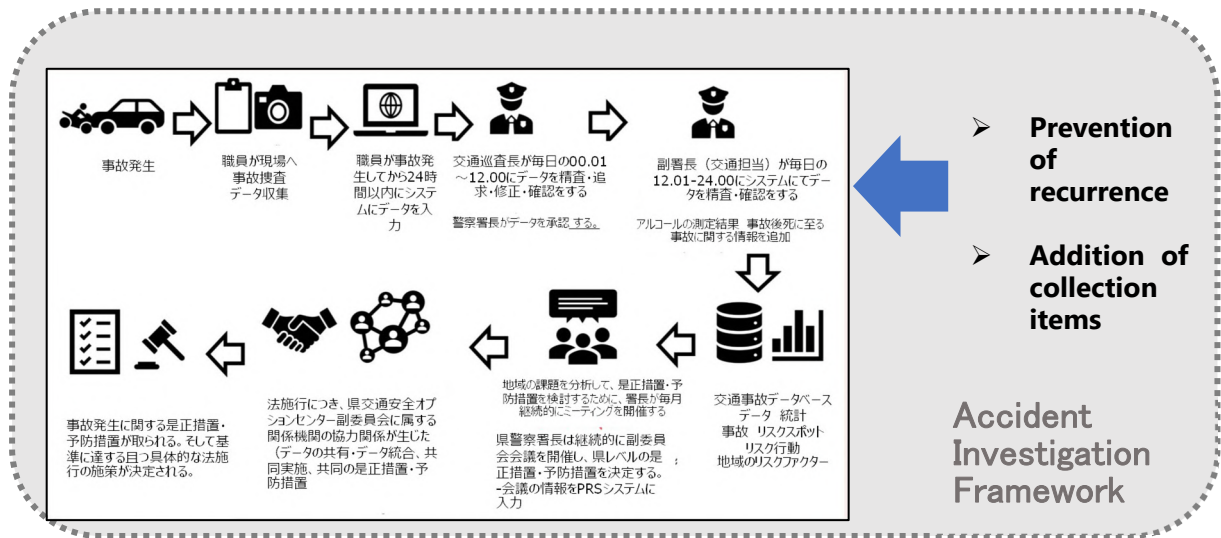 事故発生
職員が現場へ
事故捜査
データ収集
職員が事故発
生してから24時
間以内にシステ
ムにデータを入
力
交通巡査長が毎日の00.01
～12.00にデータを精査・追
求・修正・確認をする
警察署長がデータを承認 する。
副署長（交通担当）が毎日の
12.01-24.00にシステムにてデー
タを精査・確認をする
アルコールの測定結果 事故後死に至る
事故に関する情報を追加
➢ Prevention
of
recurrence
➢ Addition of
collection
items
交通事故データベース
データ 統計
事故 リスクスポット
リスク行動
地域のリスクファクター
地域の課題を分析して、是正措置・予
防措置を検討するために、署長が毎月
継続的にミーティングを開催する
県警察署長は継続的に副委員
会会議を開催し、県レベルの是 ;
正措置・予防措置を決定する。
-会議の情報をPRSシステムに
入力
法施行につき、県交通安全オプ
ションセンター副委員会に属する
関係機関の協力関係が生じた
（データの共有・データ統合、共
同実施、共同の是正措置・予
防措置
事故発生に関する是正措置・
予防措置が取られる。そして基
準に達する且つ具体的な法施
行の施策が決定される。
Accident
Investigation
Framework